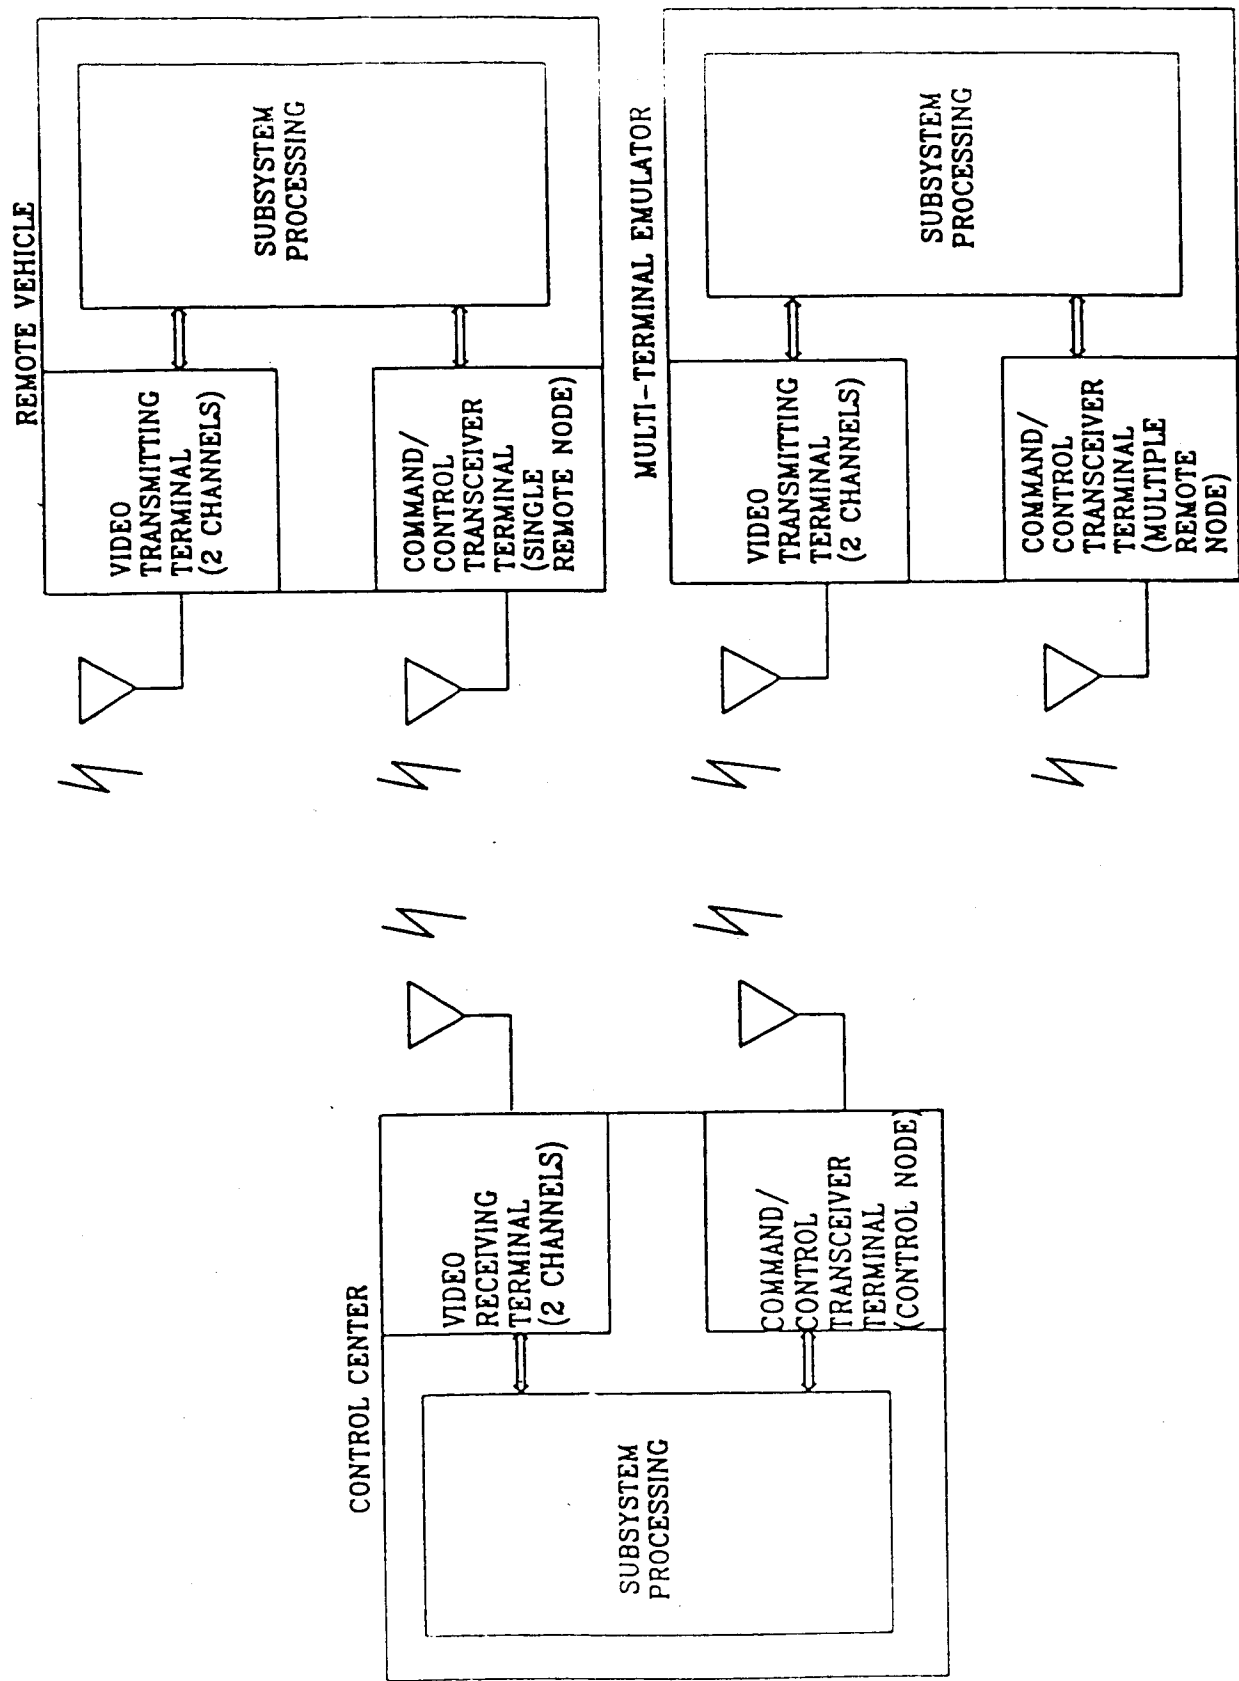 CONTROL CENTER
SUBSYSTEM
PROCESSING
VIDEO
RECEIVING
TERMINAL
(2 CHANNELS)
COMMAND/
CONTROL
TRANSCEIVER
TERMINAL
(CONTROL NODE)
REMOTE VEHICLE
VIDEO
TRANSMITTING
TERMINAL
(2 CHANNELS)
COMMAND/
CONTROL
TRANSCEIVER
TERMINAL
(SINGLE
REMOTE NODE)
SUBSYSTEM
PROCESSING
MULTI-TERMINAL EMULATOR
VIDEO
TRANSMITTING
TERMINAL
(2 CHANNELS)
COMMAND/
CONTROL
TRANSCEIVER
TERMINAL
(MULTIPLE
REMOTE
NODE)
SUBSYSTEM
PROCESSING